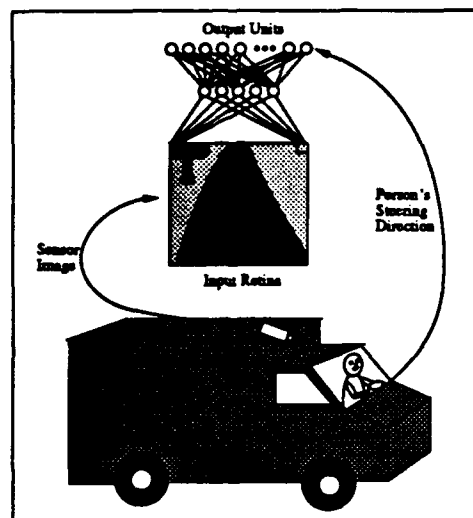 Output Units
Person's
Steering
Direction
Sensor
Image
Input Retina